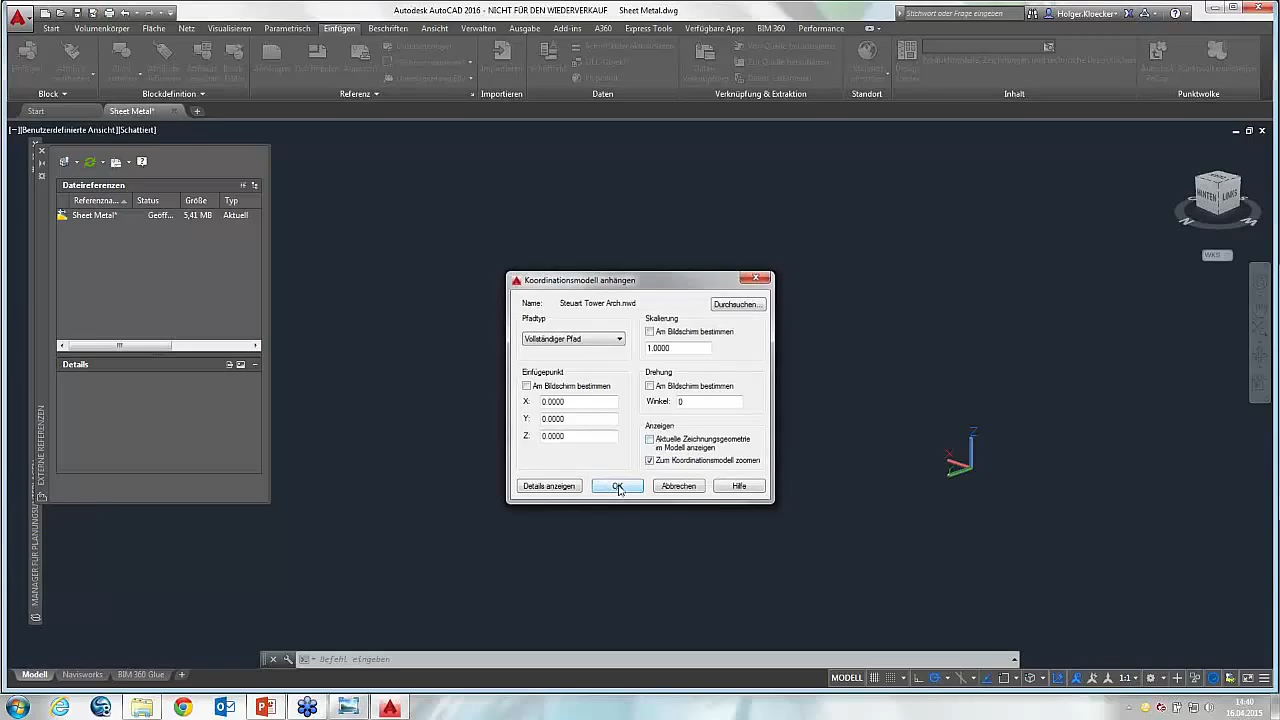 Autodesk AutoCAD 2016 - NICHT FÜR DEN WIEDERVERKAUF Sheet Metal.dwg
Stichwort oder Frage eingeben
Holger.Kloecker
Start Volumenkörper Fläche Netz Visualisierung Parametrisch Einfügen Beschriften Ansicht Verwalten Ausgabe Add-ins A360 Express Tools Verfügbare Apps BIM 360 Performance
Block Blockdefinition Referenz Importieren Daten Verknüpfung & Extraktion Standort Inhalt Punktwolke
Start Sheet Metal*
[−][Benutzerdefinierte Ansicht][Schattiert]
Dateireferenzen
Referenzna... Status Größe Typ
Sheet Metal* Geöff... 5,41 MB Aktuell
Details
EXTERNE REFERENZEN
HINTEN LINKS
WKS
Koordinationsmodell anhängen
Name: Steuart Tower Arch.nwd
Durchsuchen...
Pfadtyp
Vollständiger Pfad
Skalierung
Am Bildschirm bestimmen
1.0000
Einfügepunkt
Am Bildschirm bestimmen
X: 0.0000
Y: 0.0000
Z: 0.0000
Drehung
Am Bildschirm bestimmen
Winkel: 0
Anzeigen
Aktuelle Zeichnungsgeometrie
im Modell anzeigen
Zum Koordinationsmodell zoomen
Details anzeigen OK Abbrechen Hilfe
Z
Befehl eingeben
Modell Navisworks BIM 360 Glue
MODELL
1:1
14:40
16.04.2015